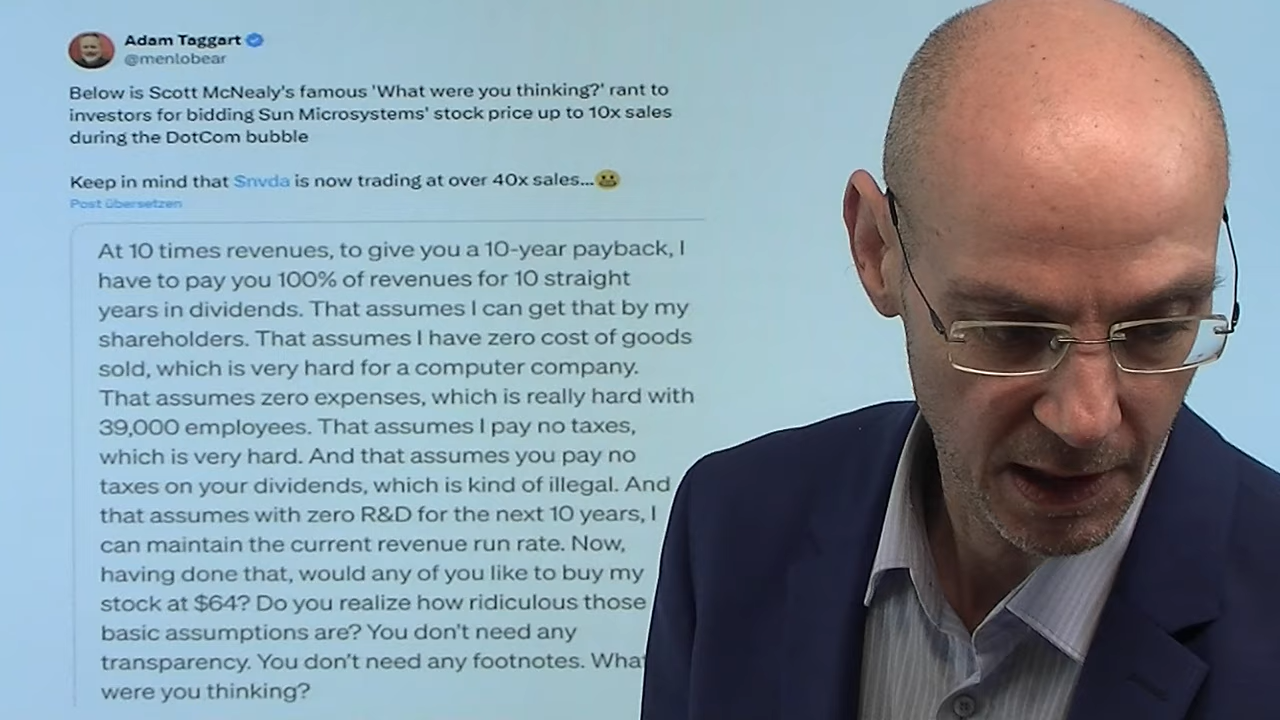 Adam Taggart
@menlobear
Below is Scott McNealy's famous 'What were you thinking?' rant to
investors for bidding Sun Microsystems' stock price up to 10x sales
during the DotCom bubble
Keep in mind that $nvda is now trading at over 40x sales...😬
Post übersetzen
At 10 times revenues, to give you a 10-year payback, I
have to pay you 100% of revenues for 10 straight
years in dividends. That assumes I can get that by my
shareholders. That assumes I have zero cost of goods
sold, which is very hard for a computer company.
That assumes zero expenses, which is really hard with
39,000 employees. That assumes I pay no taxes,
which is very hard. And that assumes you pay no
taxes on your dividends, which is kind of illegal. And
that assumes with zero R&D for the next 10 years, I
can maintain the current revenue run rate. Now,
having done that, would any of you like to buy my
stock at $64? Do you realize how ridiculous those
basic assumptions are? You don't need any
transparency. You don't need any footnotes. What
were you thinking?